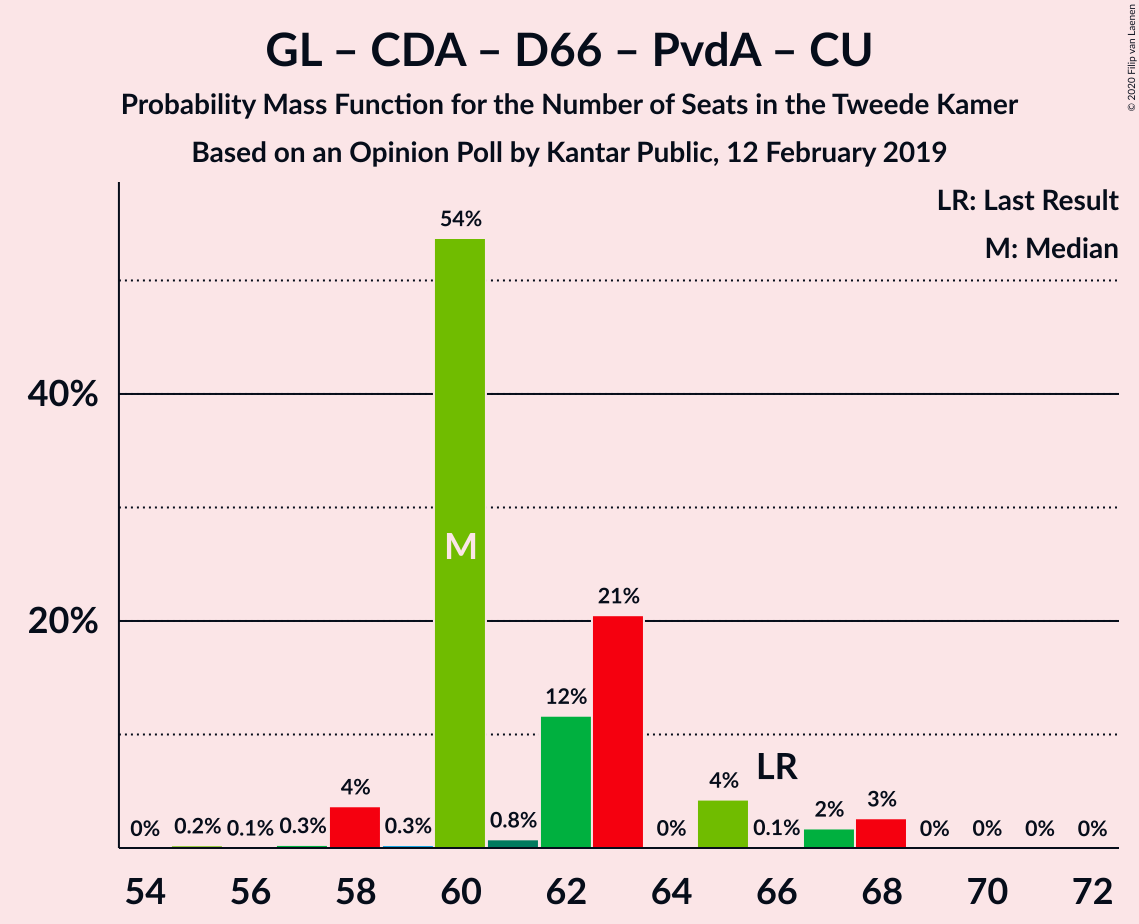 GL – CDA – D66 – PvdA – CU
Probability Mass Function for the Number of Seats in the Tweede Kamer
Based on an Opinion Poll by Kantar Public, 12 February 2019
© 2020 Filip van Laenen
LR: Last Result
M: Median
40%
20%
0%
0.2%
0.1%
0.3%
4%
0.3%
54%
M
0.8%
12%
21%
0%
4%
LR
0.1%
2%
3%
0%
0%
0%
0%
54 56 58 60 62 64 66 68 70 72